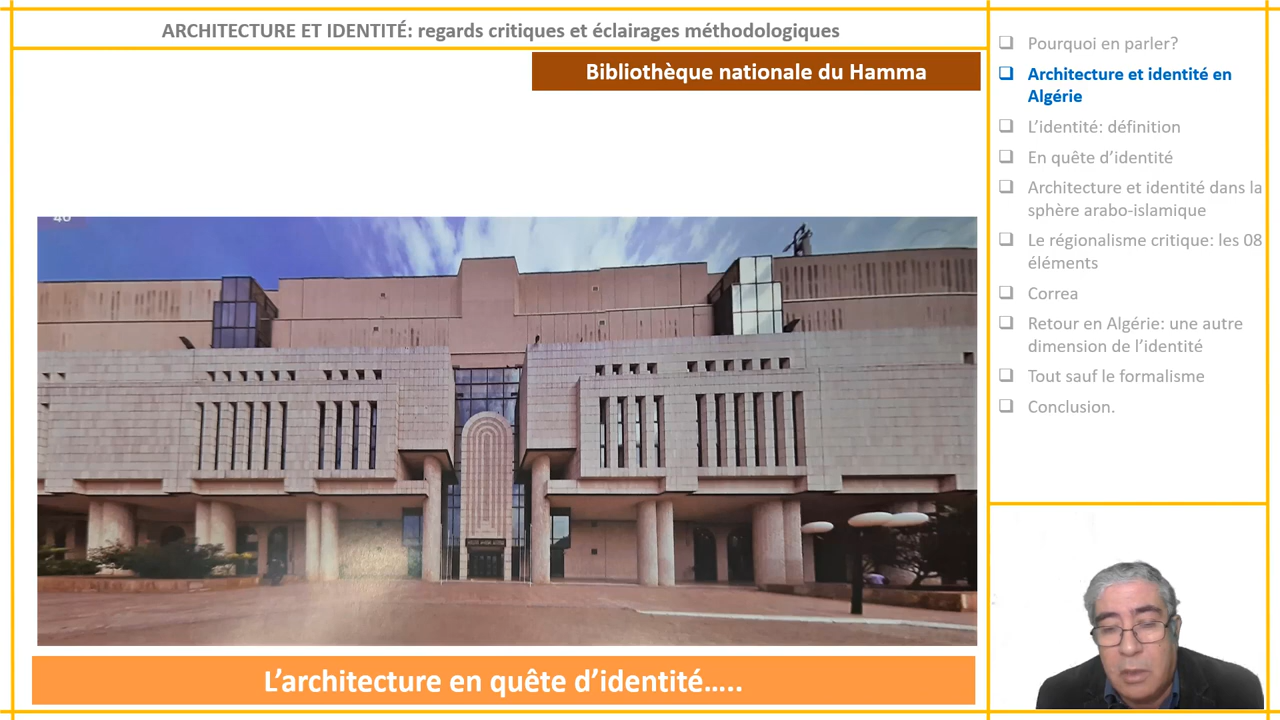 ARCHITECTURE ET IDENTITÉ: regards critiques et éclairages méthodologiques
Bibliothèque nationale du Hamma
L'architecture en quête d'identité.....
Pourquoi en parler?
Architecture et identité en
Algérie
L'identité: définition
En quête d'identité
Architecture et identité dans la
sphère arabo-islamique
Le régionalisme critique: les 08
éléments
Correa
Retour en Algérie: une autre
dimension de l'identité
Tout sauf le formalisme
Conclusion.